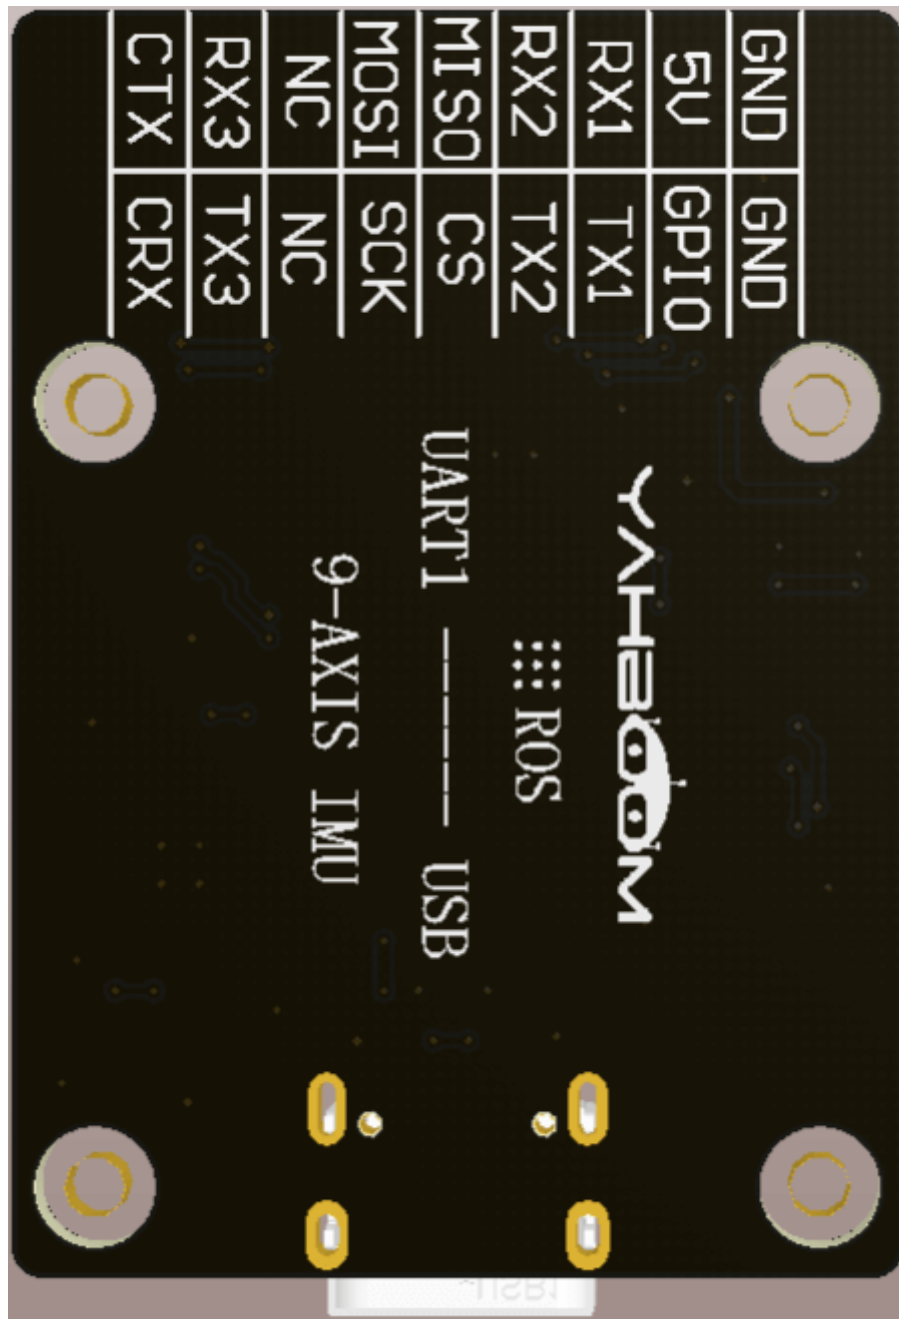 GND GND
5V GPIO
RX1 TX1
RX2 TX2
MISO CS
MOSI SCK
NC NC
RX3 TX3
CTX CRX
YAHBOOM
ROS
UART1 ------ USB
9-AXIS IMU